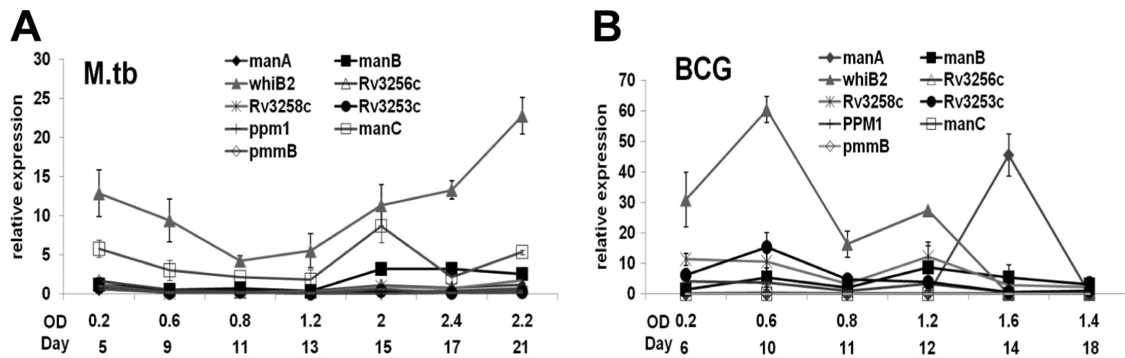 A
M.tb
relative expression
30
25
20
15
10
5
0
manA
manB
whiB2
Rv3256c
Rv3258c
Rv3253c
ppm1
manC
pmmB
OD 0.2 0.6 0.8 1.2 2 2.4 2.2
Day 5 9 11 13 15 17 21
B
BCG
relative expression
70
60
50
40
30
20
10
0
manA
manB
whiB2
Rv3256c
Rv3258c
Rv3253c
PPM1
manC
pmmB
OD 0.2 0.6 0.8 1.2 1.6 1.4
Day 6 10 11 12 14 18